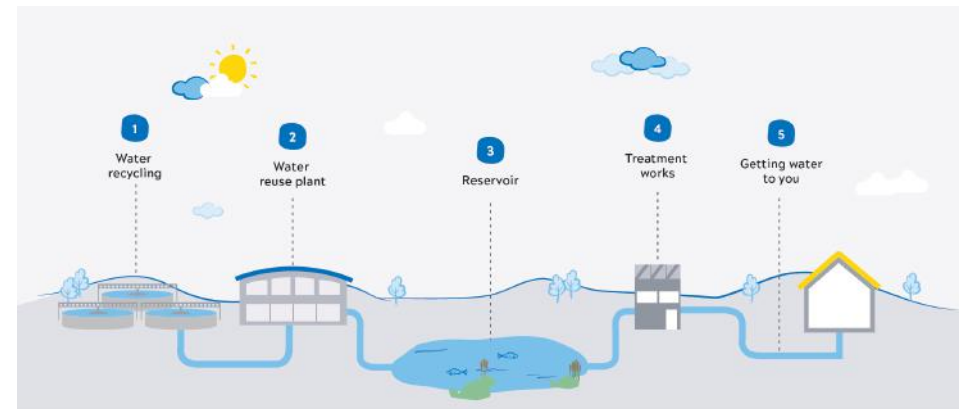 1
Water
recycling
2
Water
reuse plant
3
Reservoir
4
Treatment
works
5
Getting water
to you